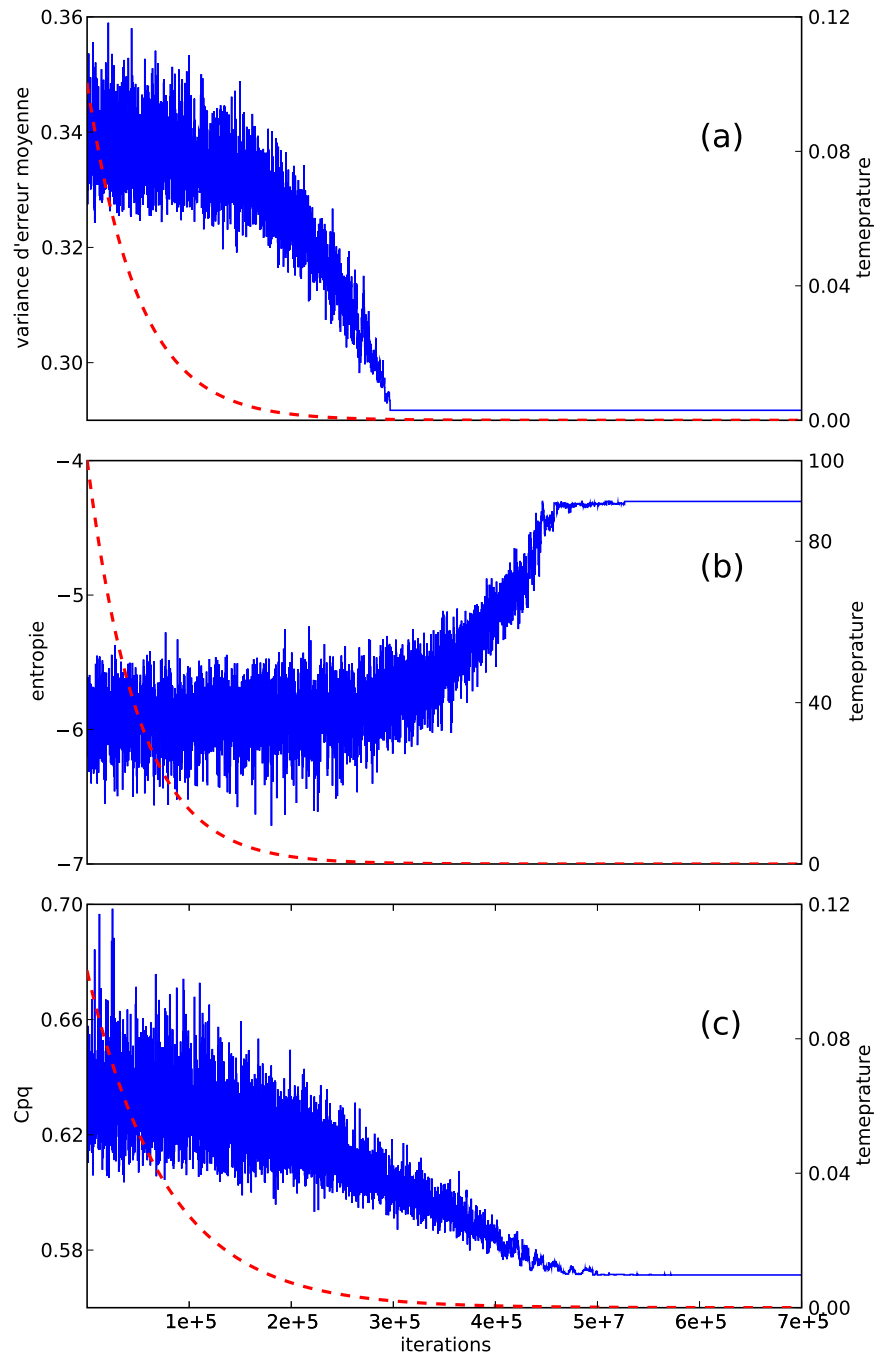 0.36
0.34
0.32
0.30
variance d'erreur moyenne
(a)
0.12
0.08
0.04
0.00
temeprature
−4
−5
−6
−7
entropie
(b)
100
80
40
0
temeprature
0.70
0.66
0.62
0.58
Cpq
(c)
0.12
0.08
0.04
0.00
temeprature
1e+5 2e+5 3e+5 4e+5 5e+7 6e+5 7e+5
iterations